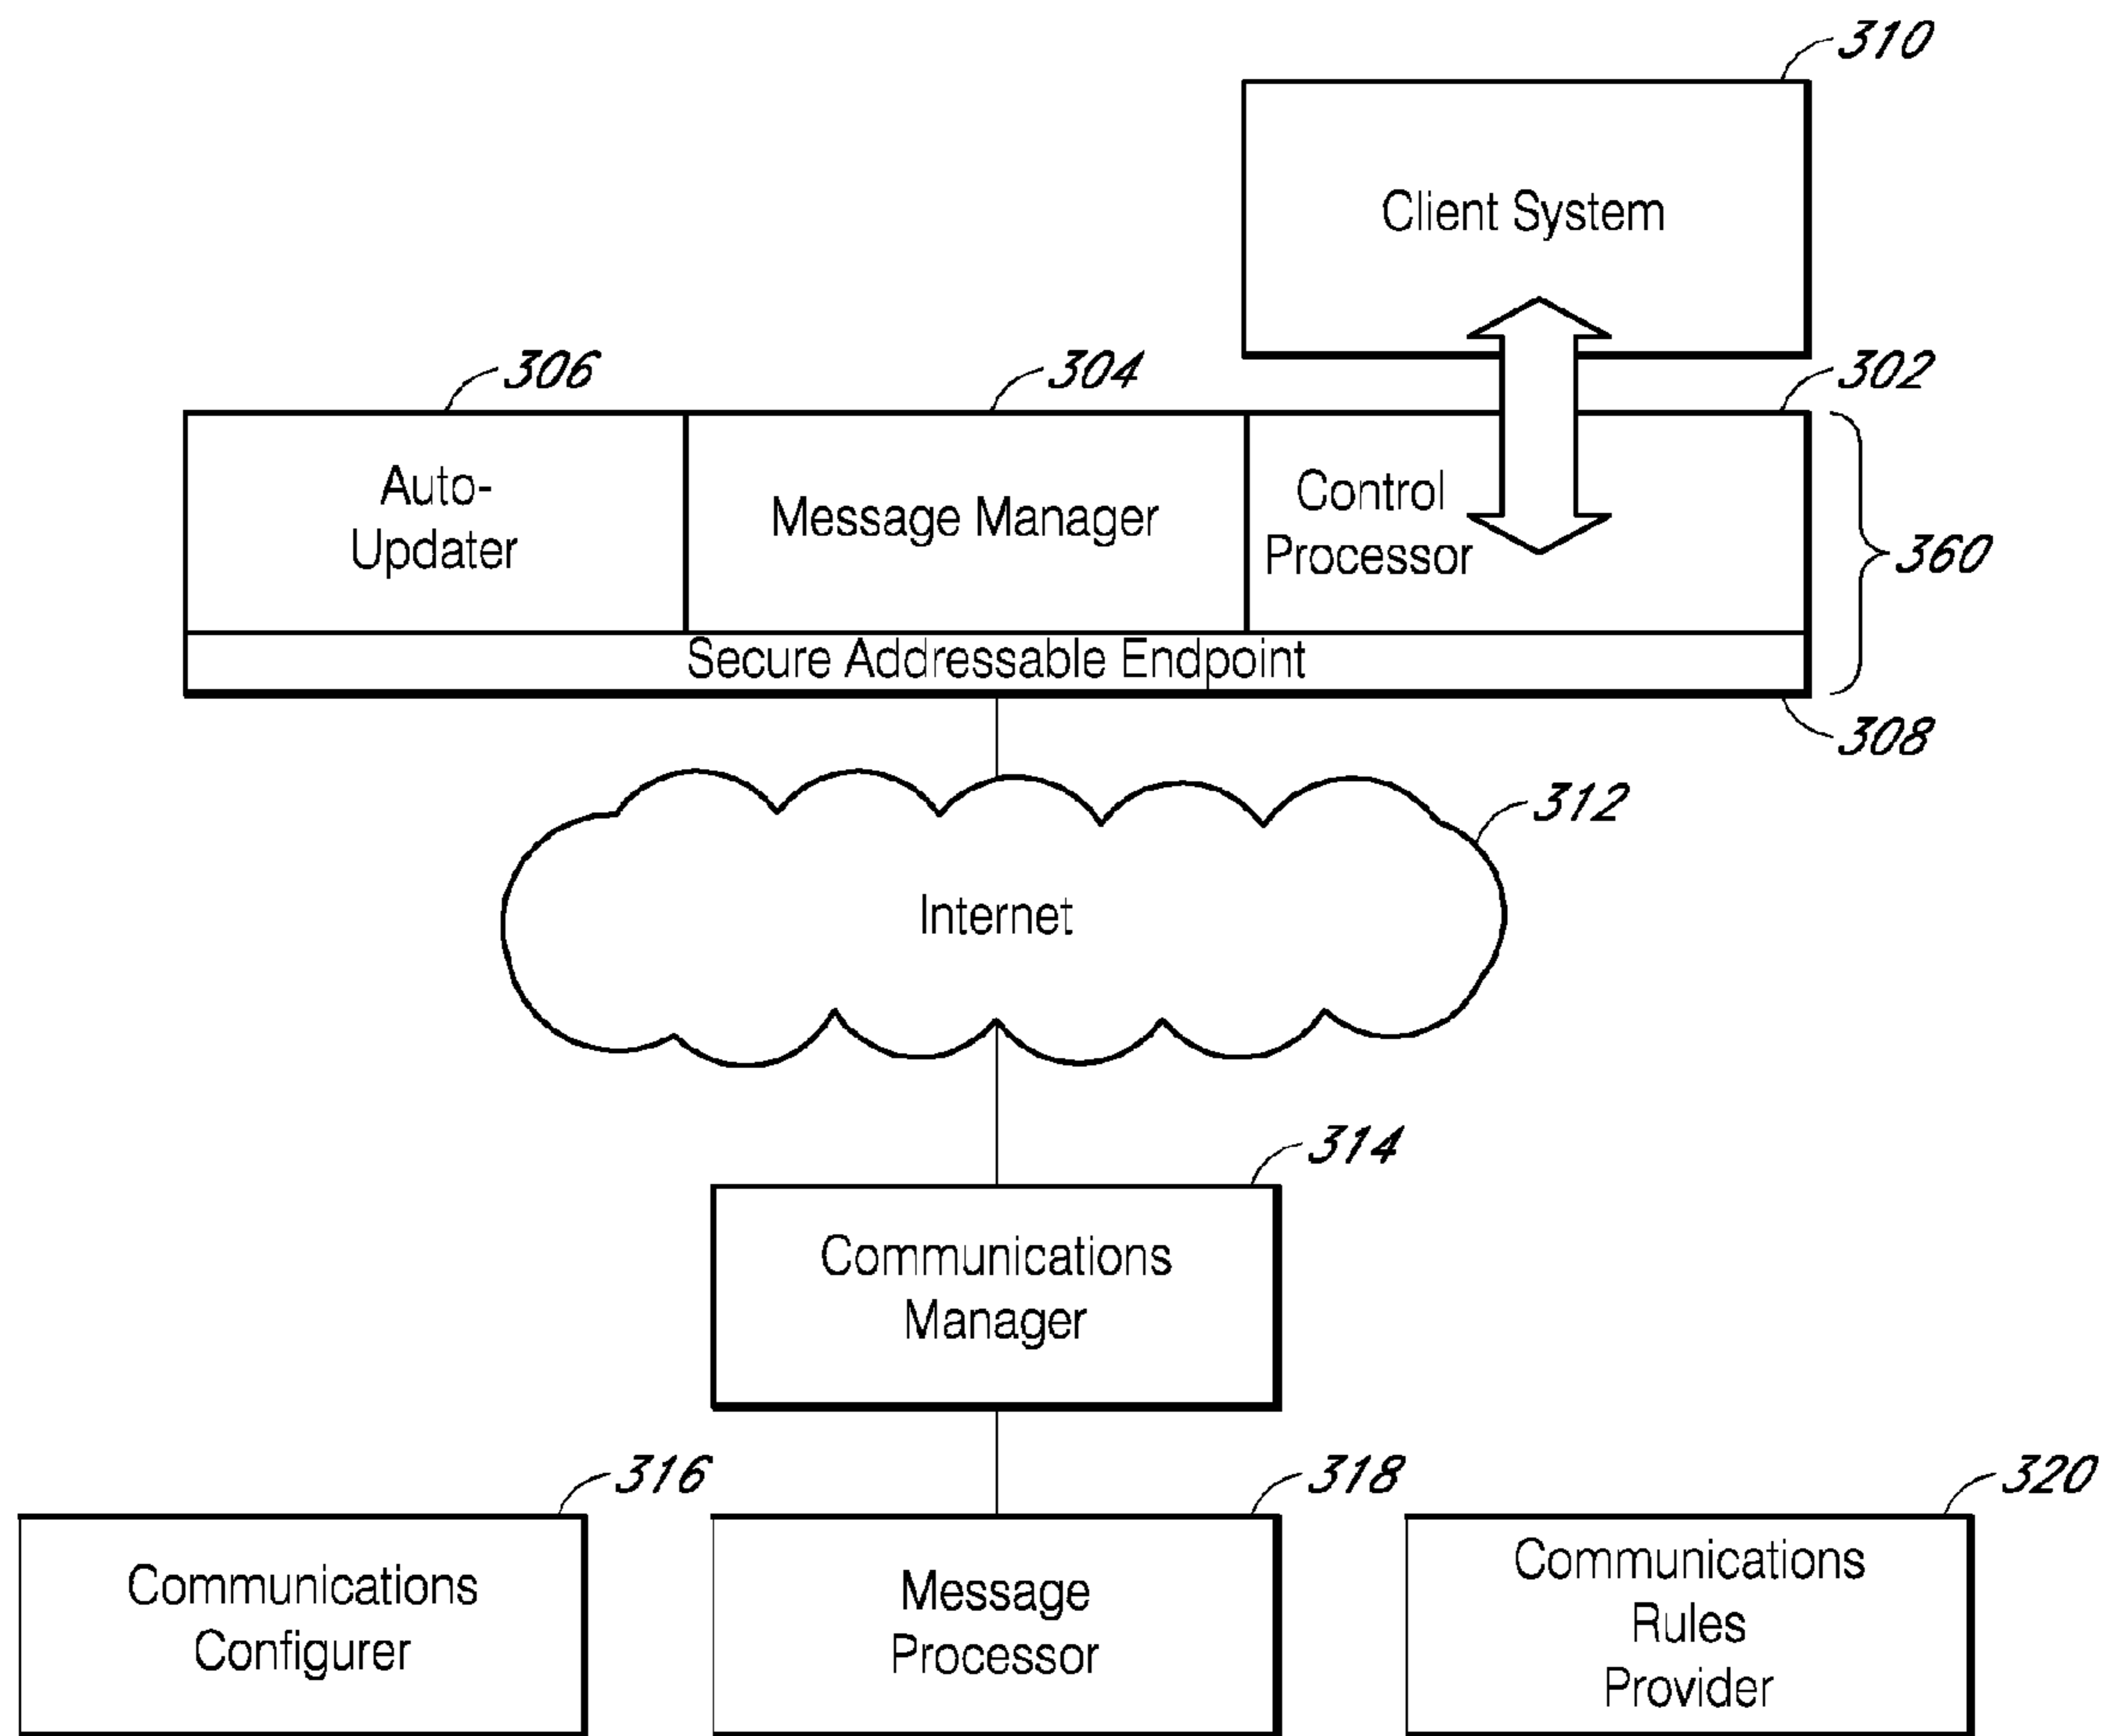 310
Client System
306
304
302
Auto-
Updater
Message Manager
Control
Processor
360
Secure Addressable Endpoint
308
312
Internet
314
Communications
Manager
316
318
320
Communications
Configurer
Message
Processor
Communications
Rules
Provider